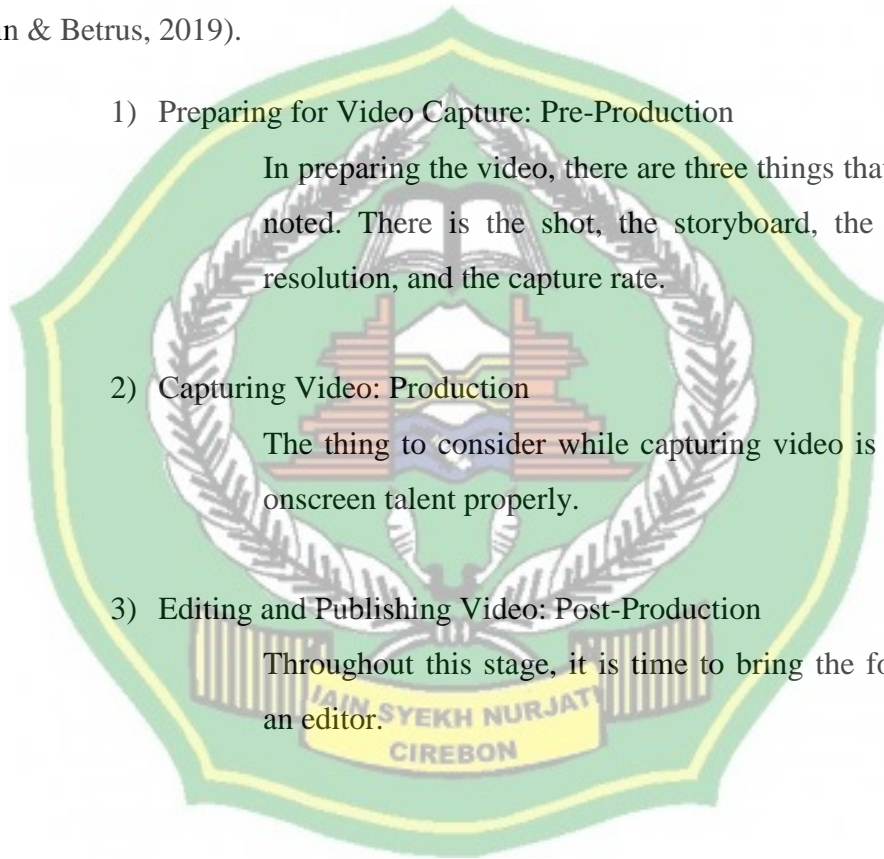 in & Betrus, 2019).
1) Preparing for Video Capture: Pre-Production
In preparing the video, there are three things that
noted. There is the shot, the storyboard, the
resolution, and the capture rate.
2) Capturing Video: Production
The thing to consider while capturing video is
onscreen talent properly.
3) Editing and Publishing Video: Post-Production
Throughout this stage, it is time to bring the fo
an editor.
IAIN SYEKH NURJATI
CIREBON